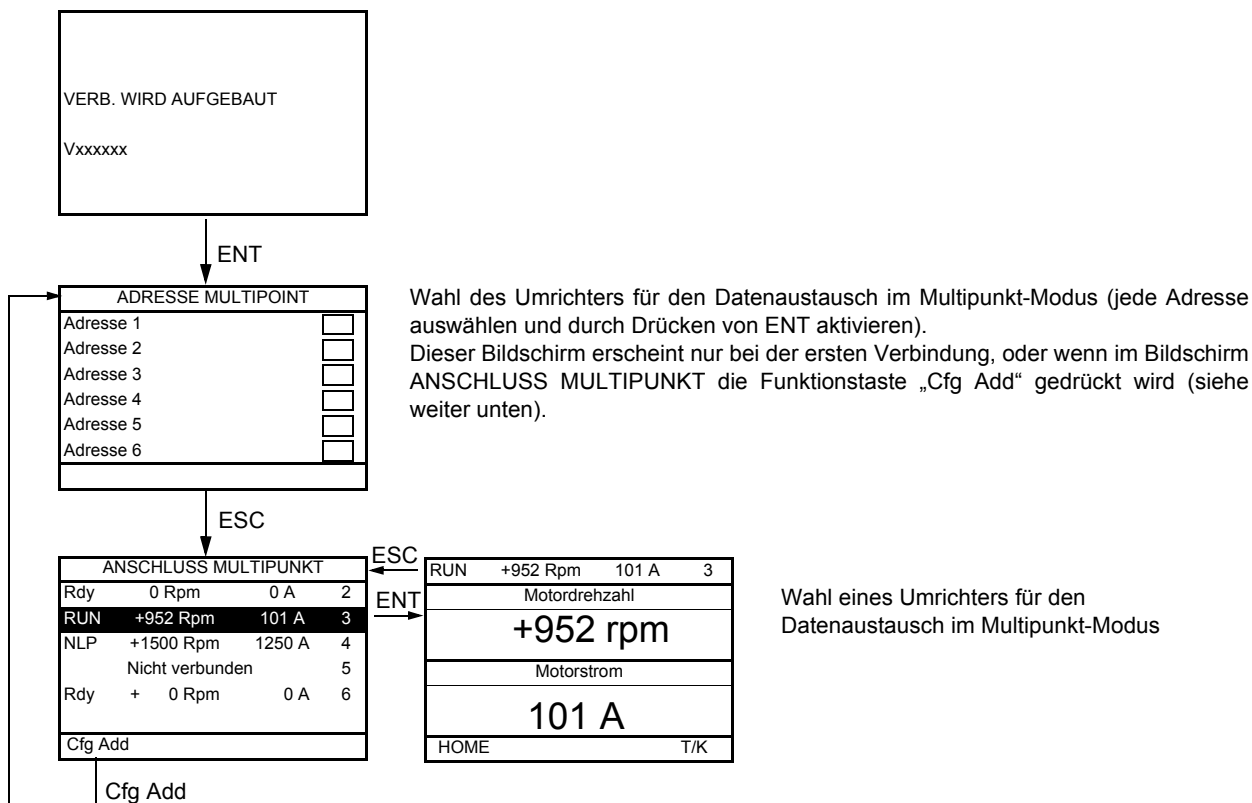 VERB. WIRD AUFGEBAUT
Vxxxxxx
ENT
ADRESSE MULTIPOINT
Adresse 1
Adresse 2
Adresse 3
Adresse 4
Adresse 5
Adresse 6
Wahl des Umrichters für den Datenaustausch im Multipunkt-Modus (jede Adresse
auswählen und durch Drücken von ENT aktivieren).
Dieser Bildschirm erscheint nur bei der ersten Verbindung, oder wenn im Bildschirm
ANSCHLUSS MULTIPUNKT die Funktionstaste „Cfg Add“ gedrückt wird (siehe
weiter unten).
ESC
ANSCHLUSS MULTIPUNKT
Rdy 0 Rpm 0 A 2
RUN +952 Rpm 101 A 3
NLP +1500 Rpm 1250 A 4
Nicht verbunden 5
Rdy + 0 Rpm 0 A 6
Cfg Add
ESC
ENT
RUN +952 Rpm 101 A 3
Motordrehzahl
+952 rpm
Motorstrom
101 A
HOME T/K
Wahl eines Umrichters für den
Datenaustausch im Multipunkt-Modus
Cfg Add